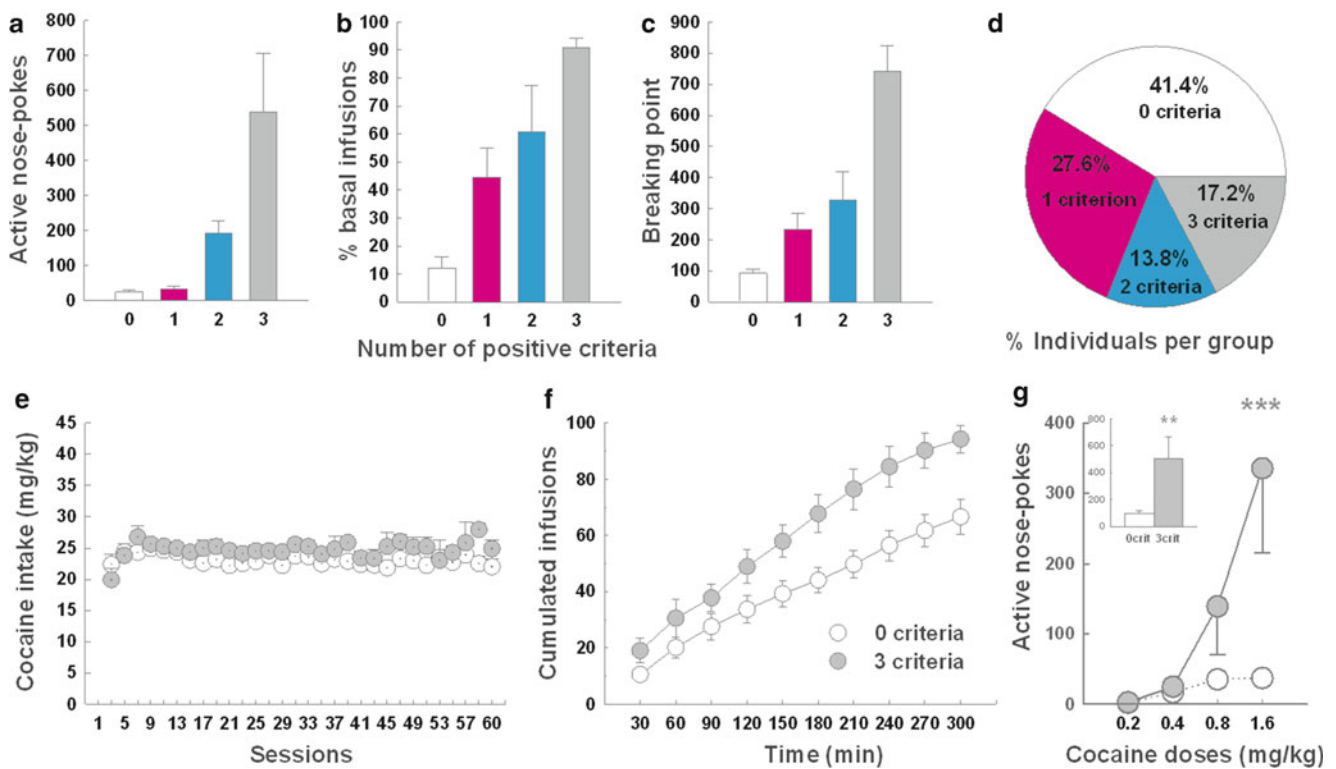 a
Active nose-pokes
800
700
600
500
400
300
200
100
0
0 1 2 3
b
% basal infusions
100
90
80
70
60
50
40
30
20
10
0
0 1 2 3
Number of positive criteria
c
Breaking point
900
800
700
600
500
400
300
200
100
0
0 1 2 3
d
41.4%
0 criteria
27.6%
1 criterion
17.2%
3 criteria
13.8%
2 criteria
% Individuals per group
e
Cocaine intake (mg/kg)
45
40
35
30
25
20
15
10
5
0
1 5 9 13 17 21 25 29 33 37 41 45 49 53 57 60
Sessions
f
Cumulated infusions
100
80
60
40
20
0
0 criteria
3 criteria
30 60 90 120 150 180 210 240 270 300
Time (min)
g
Active nose-pokes
400
300
200
100
0
800
600
400
200
0
**
0crit 3crit
***
0.2 0.4 0.8 1.6
Cocaine doses (mg/kg)